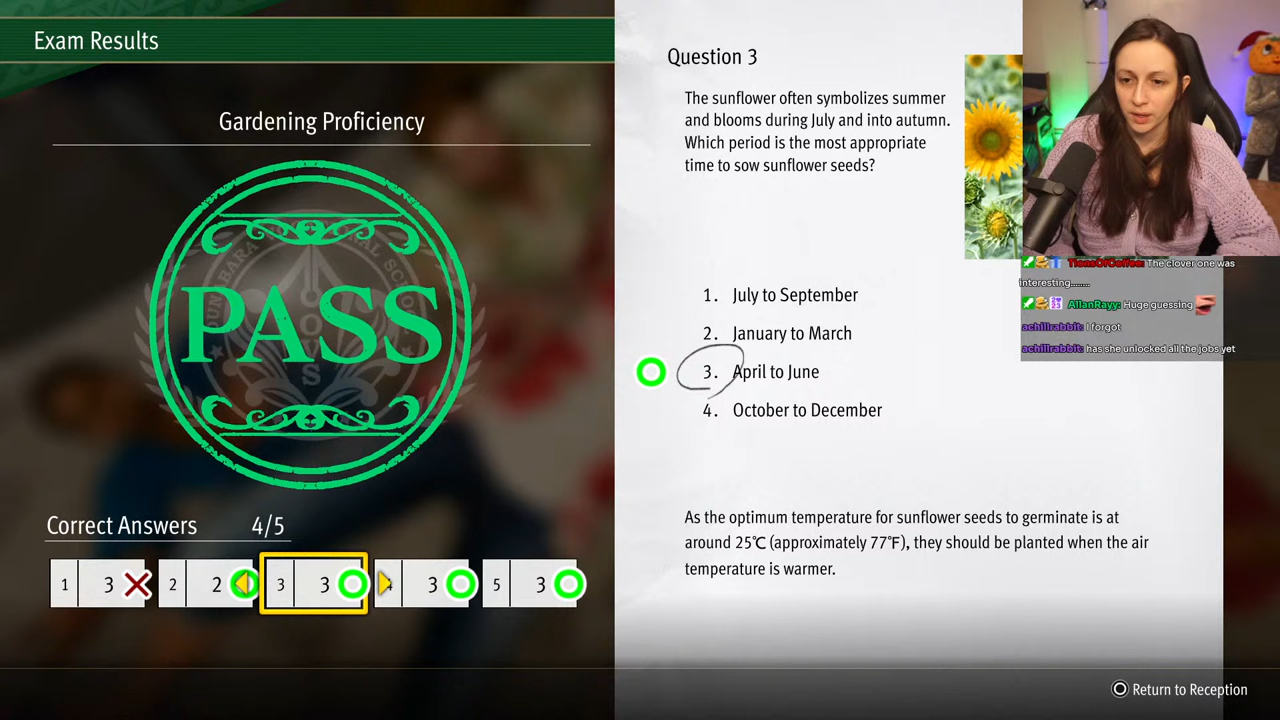 Exam Results
Gardening Proficiency
PASS
Correct Answers 4/5
1 3 2 2 3 3 3 5 3
Question 3
The sunflower often symbolizes summer
and blooms during July and into autumn.
Which period is the most appropriate
time to sow sunflower seeds?
1. July to September
2. January to March
3. April to June
4. October to December
As the optimum temperature for sunflower seeds to germinate is at
around 25℃ (approximately 77℉), they should be planted when the air
temperature is warmer.
TionsOfCoffee: The clover one was
interesting........
AllanRayy: Huge guessing
achillrabbit: I forgot
achillrabbit: has she unlocked all the jobs yet
Return to Reception